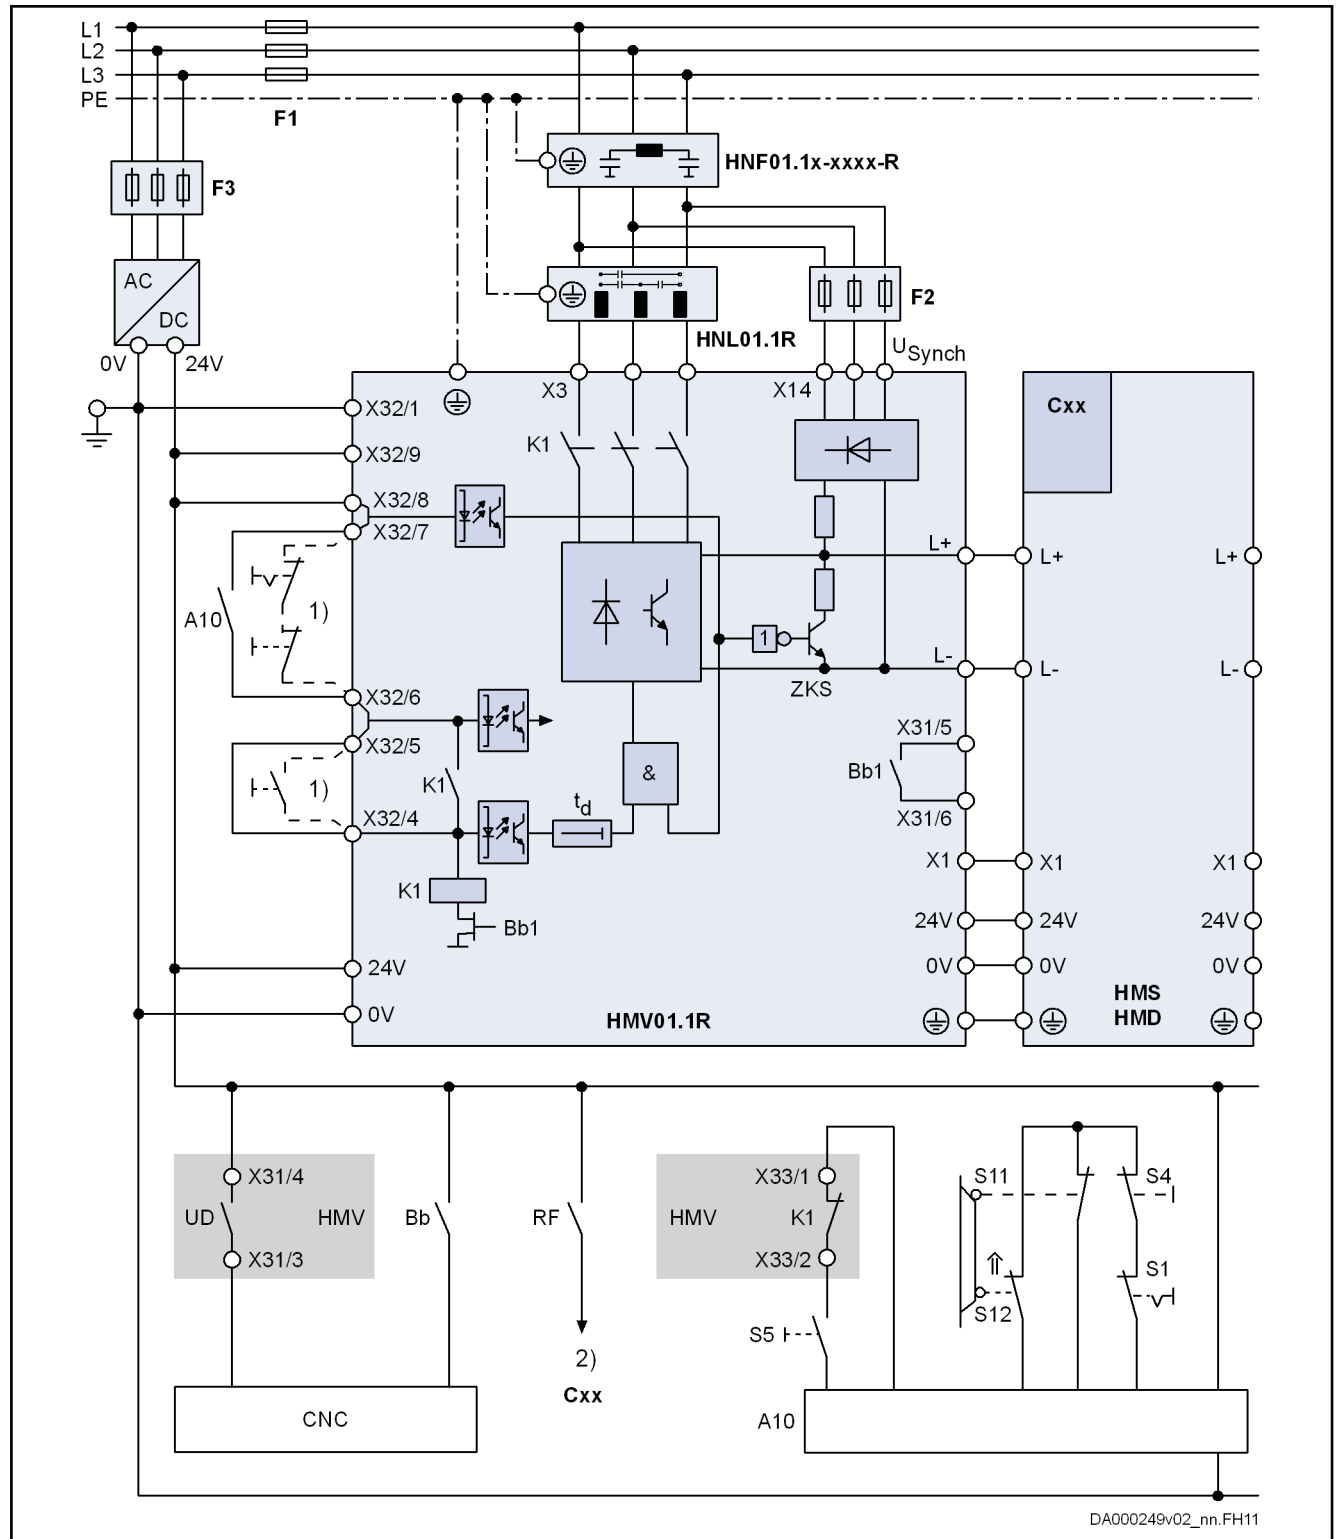 L1
L2
L3
PE
F1
HNF01.1x-xxxx-R
F3
AC
DC
0V
24V
HNL01.1R
F2
USynch
X3
X14
Cxx
X32/1
X32/9
K1
X32/8
X32/7
L+
L+
L+
A10
1)
1
ZKS
L-
L-
L-
X32/6
X32/5
X31/5
K1
&
Bb1
1)
td
X32/4
X31/6
X1
X1
X1
K1
Bb1
24V
24V
24V
24V
0V
0V
0V
0V
HMV01.1R
HMS
HMD
X31/4
UD
HMV
X31/3
Bb
RF
X33/1
HMV
K1
X33/2
S11
S4
S1
S12
S5
2)
Cxx
CNC
A10
DA000249v02_nn.FH11